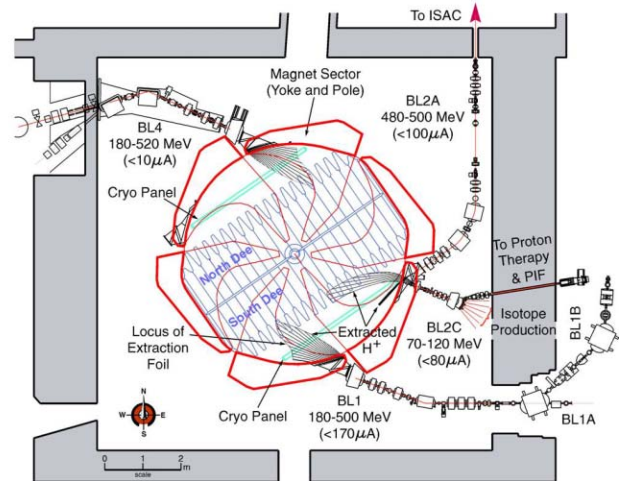 To ISAC
Magnet Sector
(Yoke and Pole)
BL2A
480-500 MeV
(<100µA)
BL4
180-520 MeV
(<10µA)
Cryo Panel
North Dee
South Dee
To Proton
Therapy
& PIF
Isotope
Production
BL1B
Locus of
Extraction
Foil
Extracted
H+
BL2C
70-120 MeV
(<80µA)
Cryo Panel
BL1
180-500 MeV
(<170µA)
BL1A
N
W
E
S
0 1 2
scale
m